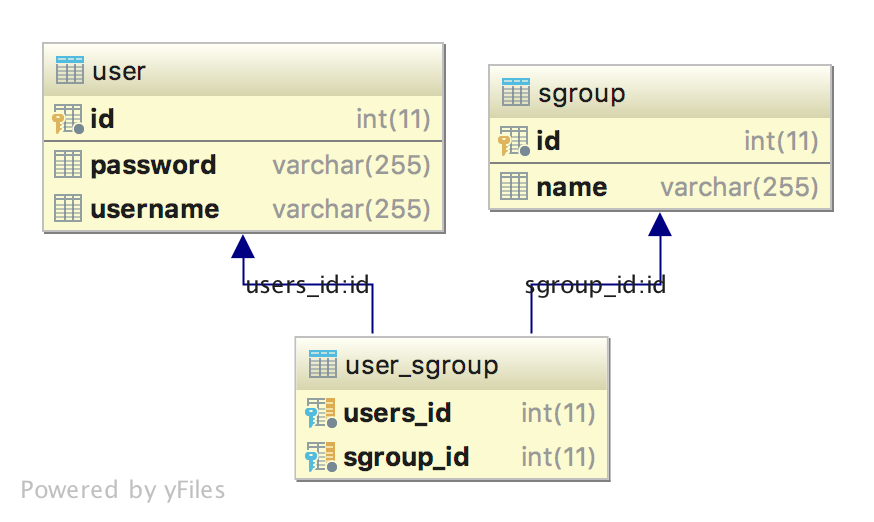 user
id int(11)
password varchar(255)
username varchar(255)
sgroup
id int(11)
name varchar(255)
users_id:id
sgroup_id:id
user_sgroup
users_id int(11)
sgroup_id int(11)
Powered by yFiles